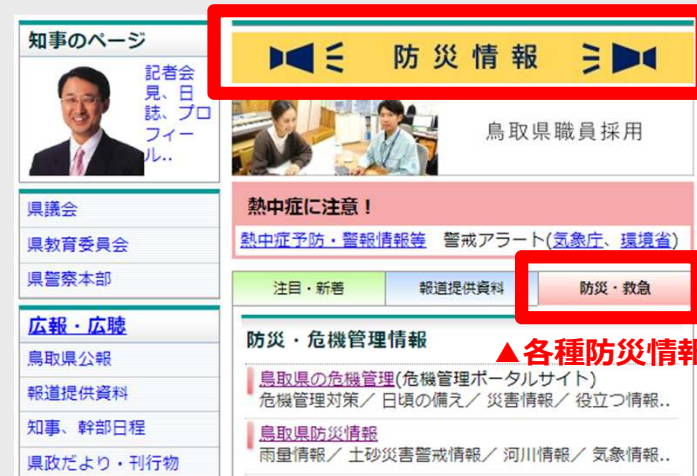 知事のページ
記者会
見、日
誌、プロ
フィー
ル..
県議会
県教育委員会
県警察本部
広報・広聴
鳥取県公報
報道提供資料
知事、幹部日程
県政だより・刊行物
防災情報
鳥取県職員採用
熱中症に注意！
熱中症予防・警報情報等 警戒アラート(気象庁、環境省)
注目・新着 報道提供資料 防災・救急
防災・危機管理情報
▲各種防災情報
鳥取県の危機管理(危機管理ポータルサイト)
危機管理対策／ 日頃の備え／ 災害情報／ 役立つ情報..
鳥取県防災情報
雨量情報／ 土砂災害警戒情報／ 河川情報／ 気象情報..